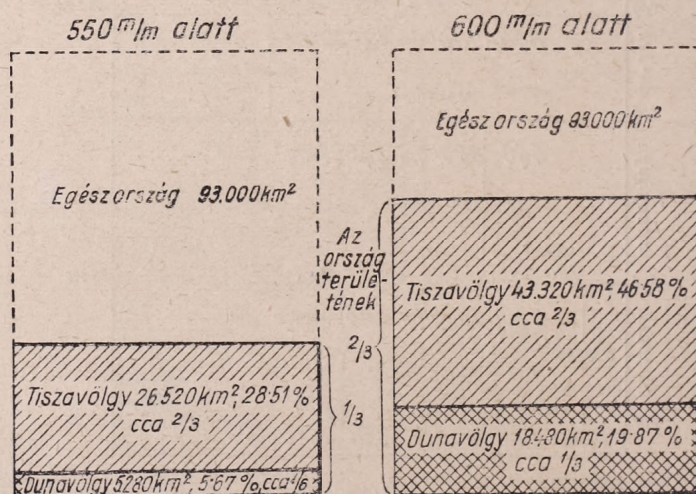 550 m/m alatt
Egész ország 93.000 km²
Tiszavölgy 26.520 km², 28.51 %
cca 2/3
Dunavölgy 5280 km², 5.67 %, cca 1/6
Az
ország
terüle-
tének
2/3
1/3
600 m/m alatt
Egész ország 93000 km²
Tiszavölgy 43.320 km², 46.58 %
cca 2/3
Dunavölgy 18.480 km², 19.87 %
cca 1/3